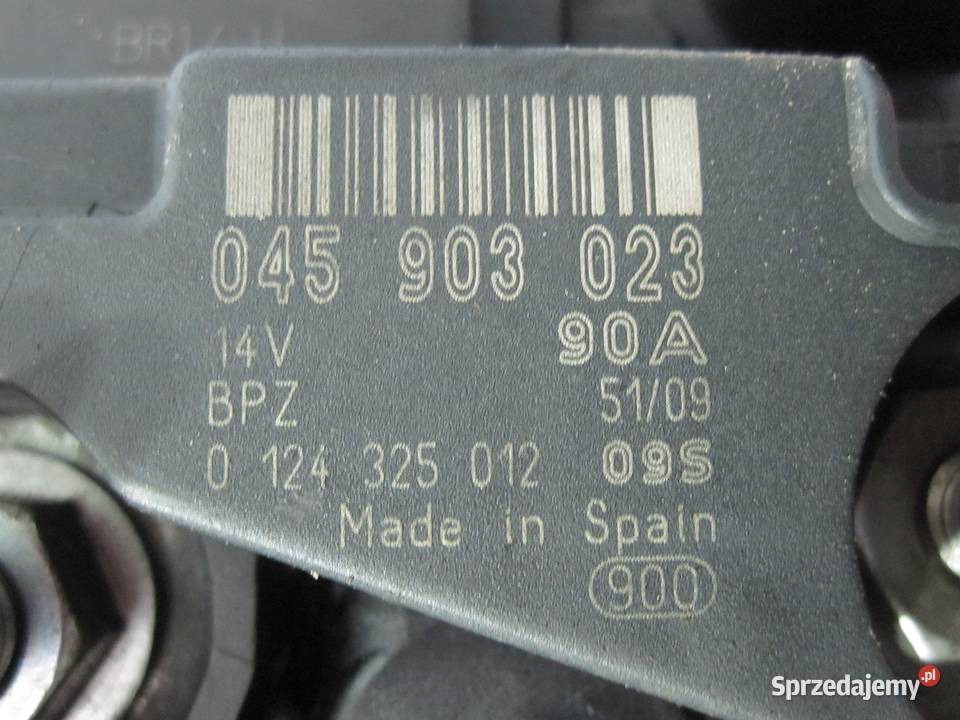 045 903 023
14V 90A
BPZ 51/09
0 124 325 012 09S
Made in Spain
900
Sprzedajemy.pl